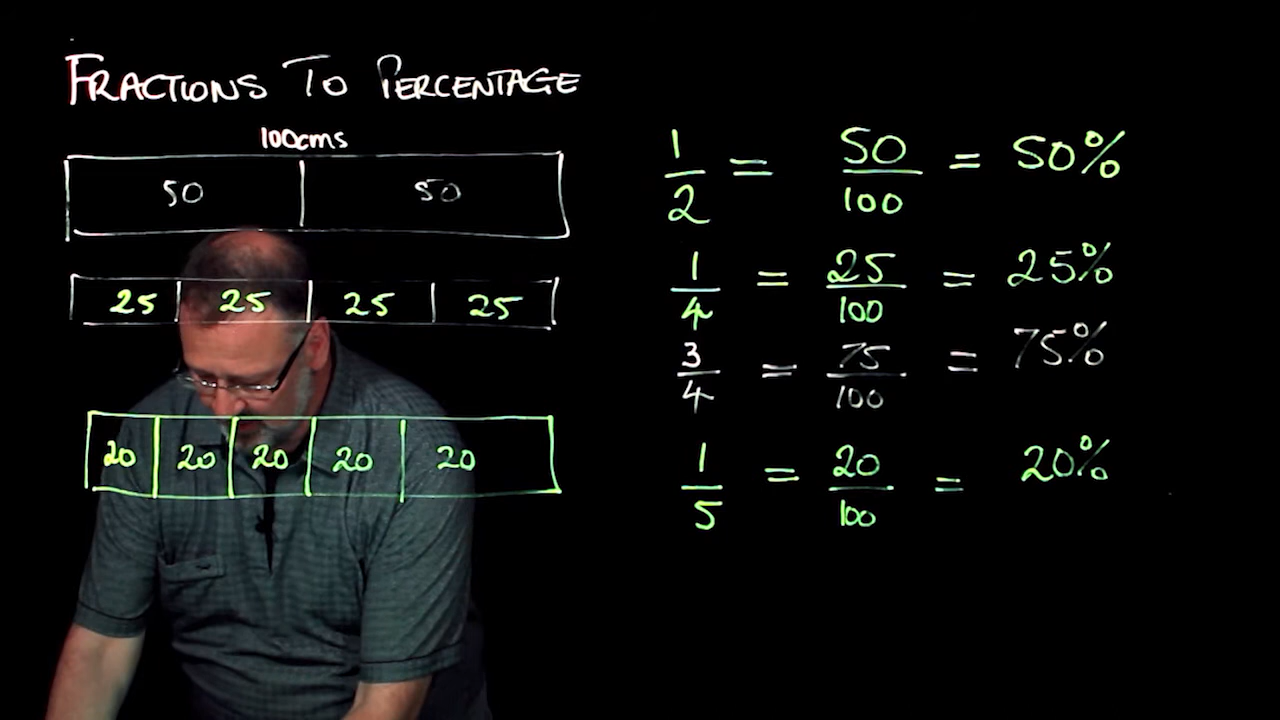 FRACTIONS TO PERCENTAGE
100cms
50 50
25 25 25 25
20 20 20 20 20
1/2 = 50/100 = 50%
1/4 = 25/100 = 25%
3/4 = 75/100 = 75%
1/5 = 20/100 = 20%